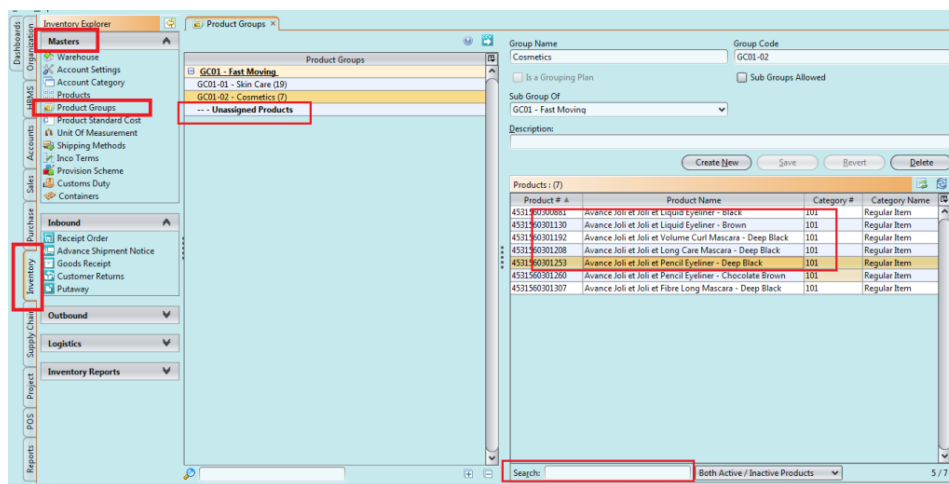 Dashboards
Organization
HRMS
Accounts
Sales
Purchase
Inventory
Supply Chain
Project
POS
Reports
Inventory Explorer
Masters
Warehouse
Account Settings
Account Category
Products
Product Groups
Product Standard Cost
Unit Of Measurement
Shipping Methods
Inco Terms
Provision Scheme
Customs Duty
Containers
Inbound
Receipt Order
Advance Shipment Notice
Goods Receipt
Customer Returns
Putaway
Outbound
Logistics
Inventory Reports
Product Groups ×
Product Groups
GC01 - Fast Moving
GC01-01 - Skin Care (19)
GC01-02 - Cosmetics (7)
-- - Unassigned Products
Group Name Group Code
Cosmetics GC01-02
Is a Grouping Plan Sub Groups Allowed
Sub Group Of
GC01 - Fast Moving
Description:
Create New Save Revert Delete
Products : (7)
Product # Product Name Category # Category Name
4531560300881 Avance Joli et Joli et Liquid Eyeliner - Black 101 Regular Item
4531560301130 Avance Joli et Joli et Liquid Eyeliner - Brown 101 Regular Item
4531560301192 Avance Joli et Joli et Volume Curl Mascara - Deep Black 101 Regular Item
4531560301208 Avance Joli et Joli et Long Care Mascara - Deep Black 101 Regular Item
4531560301253 Avance Joli et Joli et Pencil Eyeliner - Deep Black 101 Regular Item
4531560301260 Avance Joli et Joli et Pencil Eyeliner - Chocolate Brown 101 Regular Item
4531560301307 Avance Joli et Joli et Fibre Long Mascara - Deep Black 101 Regular Item
Search: Both Active / Inactive Products 5 / 7